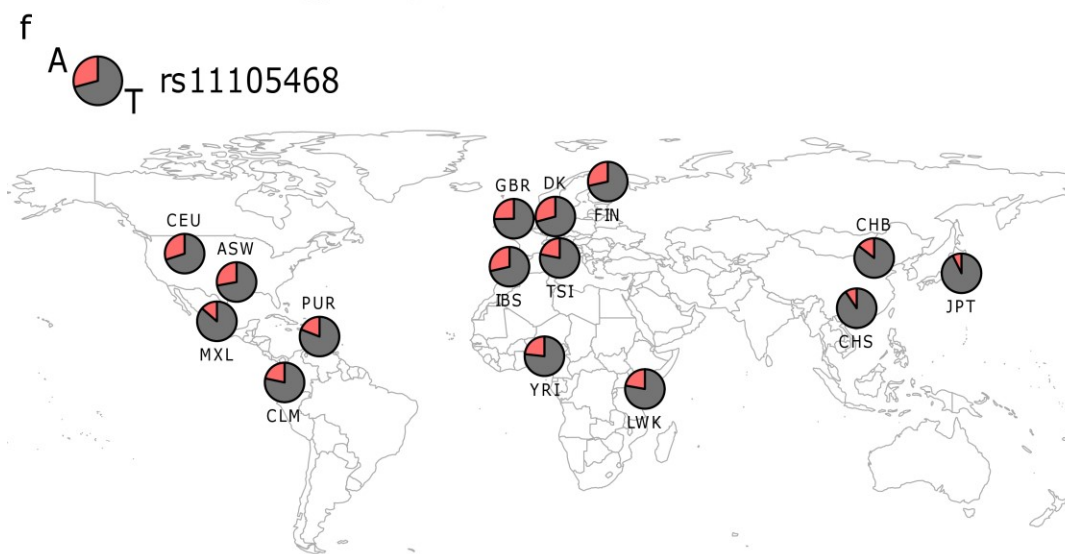 f
A
T rs11105468
GBR DK
FIN
CEU
ASW
CHB
IBS TSI
JPT
PUR
CHS
MXL
YRI
CLM
LWK